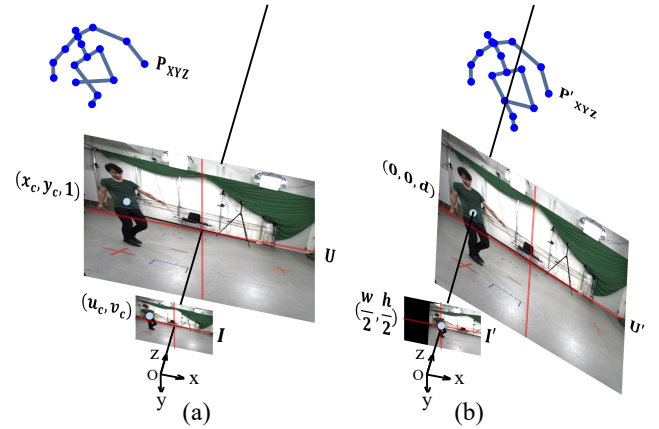 P_XYZ
(x_c, y_c, 1)
U
(u_c, v_c)
I
z
O
x
y
(a)
P'_XYZ
(0, 0, d)
U'
(w/2, h/2)
I'
z
O
x
y
(b)